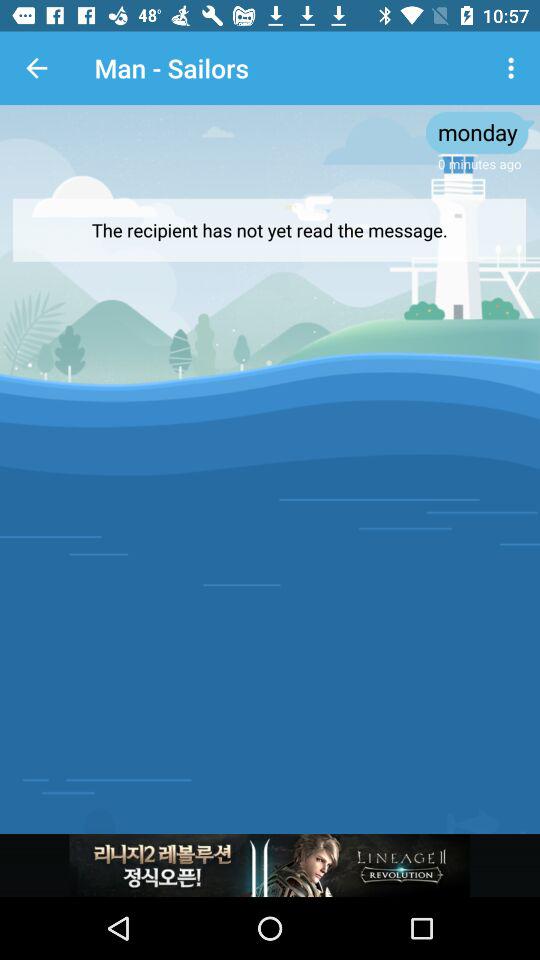 48°
10:57
Man - Sailors
monday
0 minutes ago
The recipient has not yet read the message.
리니지2 레볼루션
정식오픈!
LINEAGE II
REVOLUTION